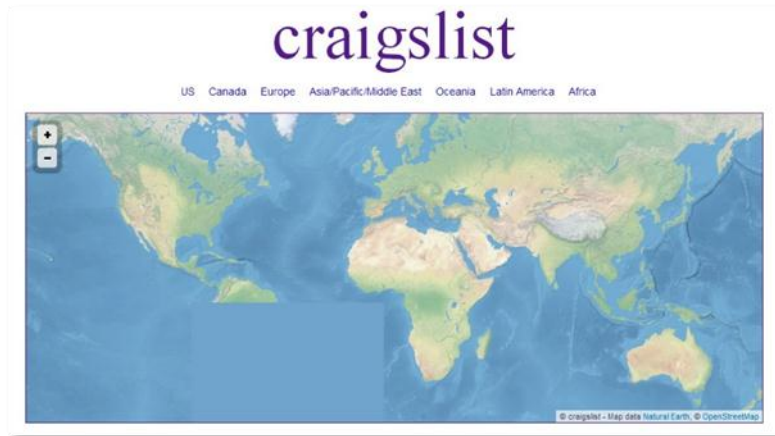 craigslist
US Canada Europe Asia/Pacific/Middle East Oceania Latin America Africa
+
-
© craigslist - Map data Natural Earth, © OpenStreetMap